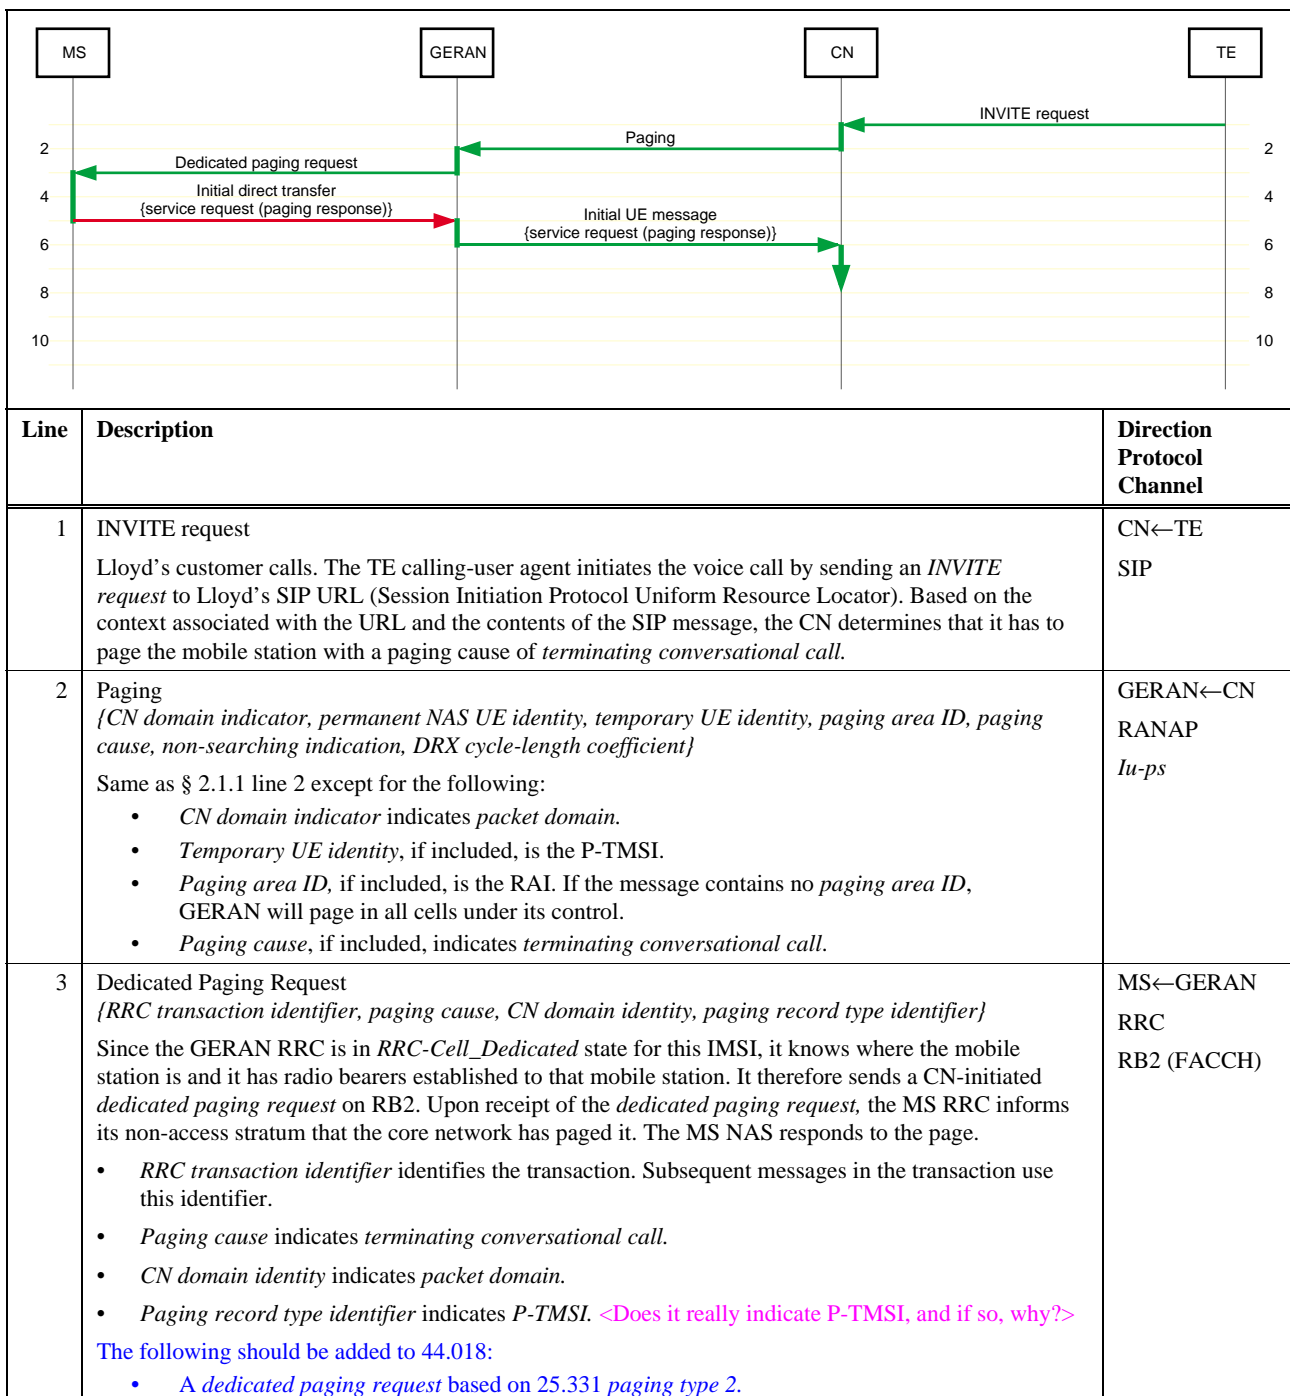 MS GERAN CN TE
INVITE request
2 Paging 2
Dedicated paging request
4 Initial direct transfer 4
{service request (paging response)} Initial UE message
6 {service request (paging response)} 6
8 8
10 10
Line Description Direction
Protocol
Channel
1 INVITE request CN←TE
Lloyd’s customer calls. The TE calling-user agent initiates the voice call by sending an INVITE SIP
request to Lloyd’s SIP URL (Session Initiation Protocol Uniform Resource Locator). Based on the
context associated with the URL and the contents of the SIP message, the CN determines that it has to
page the mobile station with a paging cause of terminating conversational call.
2 Paging GERAN←CN
{CN domain indicator, permanent NAS UE identity, temporary UE identity, paging area ID, paging RANAP
cause, non-searching indication, DRX cycle-length coefficient}
Same as § 2.1.1 line 2 except for the following: Iu-ps
• CN domain indicator indicates packet domain.
• Temporary UE identity, if included, is the P-TMSI.
• Paging area ID, if included, is the RAI. If the message contains no paging area ID,
GERAN will page in all cells under its control.
• Paging cause, if included, indicates terminating conversational call.
3 Dedicated Paging Request MS←GERAN
{RRC transaction identifier, paging cause, CN domain identity, paging record type identifier} RRC
Since the GERAN RRC is in RRC-Cell_Dedicated state for this IMSI, it knows where the mobile RB2 (FACCH)
station is and it has radio bearers established to that mobile station. It therefore sends a CN-initiated
dedicated paging request on RB2. Upon receipt of the dedicated paging request, the MS RRC informs
its non-access stratum that the core network has paged it. The MS NAS responds to the page.
• RRC transaction identifier identifies the transaction. Subsequent messages in the transaction use
this identifier.
• Paging cause indicates terminating conversational call.
• CN domain identity indicates packet domain.
• Paging record type identifier indicates P-TMSI. <Does it really indicate P-TMSI, and if so, why?>
The following should be added to 44.018:
• A dedicated paging request based on 25.331 paging type 2.